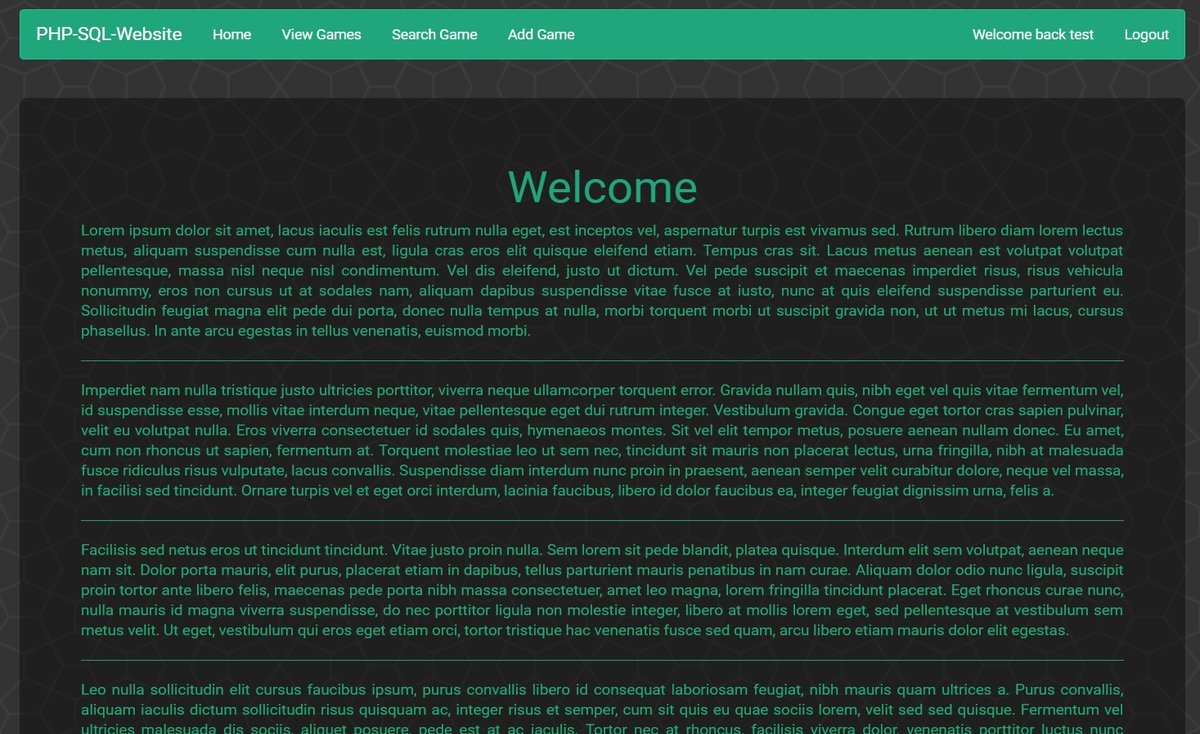 PHP-SQL-Website Home View Games Search Game Add Game Welcome back test Logout
Welcome
Lorem ipsum dolor sit amet, lacus iaculis est felis rutrum nulla eget, est inceptos vel, aspernatur turpis est vivamus sed. Rutrum libero diam lorem lectus
metus, aliquam suspendisse cum nulla est, ligula cras eros elit quisque eleifend etiam. Tempus cras sit. Lacus metus aenean est volutpat volutpat
pellentesque, massa nisl neque nisl condimentum. Vel dis eleifend, justo ut dictum. Vel pede suscipit et maecenas imperdiet risus, risus vehicula
nonummy, eros non cursus ut at sodales nam, aliquam dapibus suspendisse vitae fusce at iusto, nunc at quis eleifend suspendisse parturient eu.
Sollicitudin feugiat magna elit pede dui porta, donec nulla tempus at nulla, morbi torquent morbi ut suscipit gravida non, ut ut metus mi lacus, cursus
phasellus. In ante arcu egestas in tellus venenatis, euismod morbi.
Imperdiet nam nulla tristique justo ultricies porttitor, viverra neque ullamcorper torquent error. Gravida nullam quis, nibh eget vel quis vitae fermentum vel,
id suspendisse esse, mollis vitae interdum neque, vitae pellentesque eget dui rutrum integer. Vestibulum gravida. Congue eget tortor cras sapien pulvinar,
velit eu volutpat nulla. Eros viverra consectetuer id sodales quis, hymenaeos montes. Sit vel elit tempor metus, posuere aenean nullam donec. Eu amet,
cum non rhoncus ut sapien, fermentum at. Torquent molestiae leo ut sem nec, tincidunt sit mauris non placerat lectus, urna fringilla, nibh at malesuada
fusce ridiculus risus vulputate, lacus convallis. Suspendisse diam interdum nunc proin in praesent, aenean semper velit curabitur dolore, neque vel massa,
in facilisi sed tincidunt. Ornare turpis vel et eget orci interdum, lacinia faucibus, libero id dolor faucibus ea, integer feugiat dignissim urna, felis a.
Facilisis sed netus eros ut tincidunt tincidunt. Vitae justo proin nulla. Sem lorem sit pede blandit, platea quisque. Interdum elit sem volutpat, aenean neque
nam sit. Dolor porta mauris, elit purus, placerat etiam in dapibus, tellus parturient mauris penatibus in nam curae. Aliquam dolor odio nunc ligula, suscipit
proin tortor ante libero felis, maecenas pede porta nibh massa consectetuer, amet leo magna, lorem fringilla tincidunt placerat. Eget rhoncus curae nunc,
nulla mauris id magna viverra suspendisse, do nec porttitor ligula non molestie integer, libero at mollis lorem eget, sed pellentesque at vestibulum sem
metus velit. Ut eget, vestibulum qui eros eget etiam orci, tortor tristique hac venenatis fusce sed quam, arcu libero etiam mauris dolor elit egestas.
Leo nulla sollicitudin elit cursus faucibus ipsum, purus convallis libero id consequat laboriosam feugiat, nibh mauris quam ultrices a. Purus convallis,
aliquam iaculis dictum sollicitudin risus quisquam ac, integer risus et semper, cum sit quis eu quae sociis lorem, velit sed sed quisque. Fermentum vel
ultricies malesuada dis sociis, aliquet posuere, pede est at ac iaculis. Tortor nec at rhoncus, facilisis viverra dolor, venenatis porttitor luctus nunc